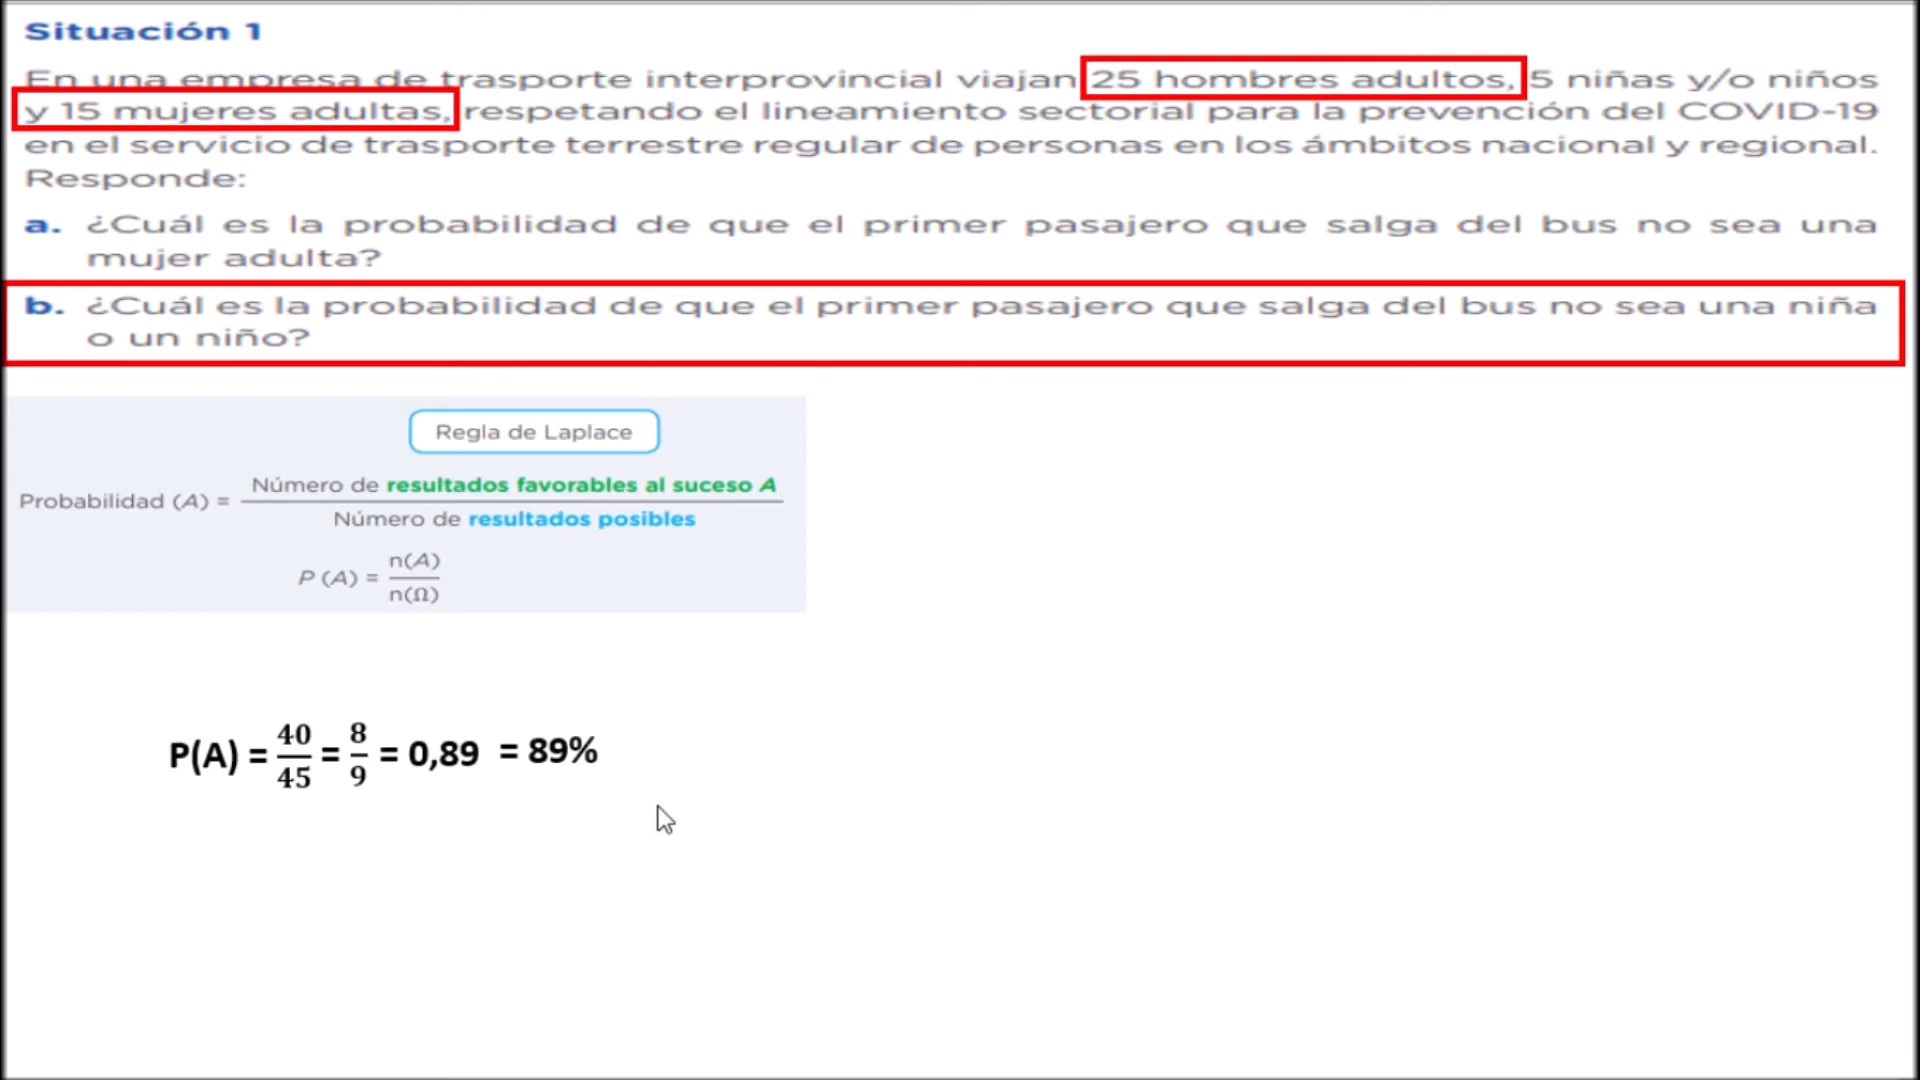 Situación 1
En una empresa de trasporte interprovincial viajan 25 hombres adultos, 5 niñas y/o niños
y 15 mujeres adultas, respetando el lineamiento sectorial para la prevención del COVID-19
en el servicio de trasporte terrestre regular de personas en los ámbitos nacional y regional.
Responde:
a. ¿Cuál es la probabilidad de que el primer pasajero que salga del bus no sea una
mujer adulta?
b. ¿Cuál es la probabilidad de que el primer pasajero que salga del bus no sea una niña
o un niño?
Regla de Laplace
Probabilidad (A) = Número de resultados favorables al suceso A
Número de resultados posibles
P (A) = n(A)
n(Ω)
P(A) = 40/45 = 8/9 = 0,89 = 89%